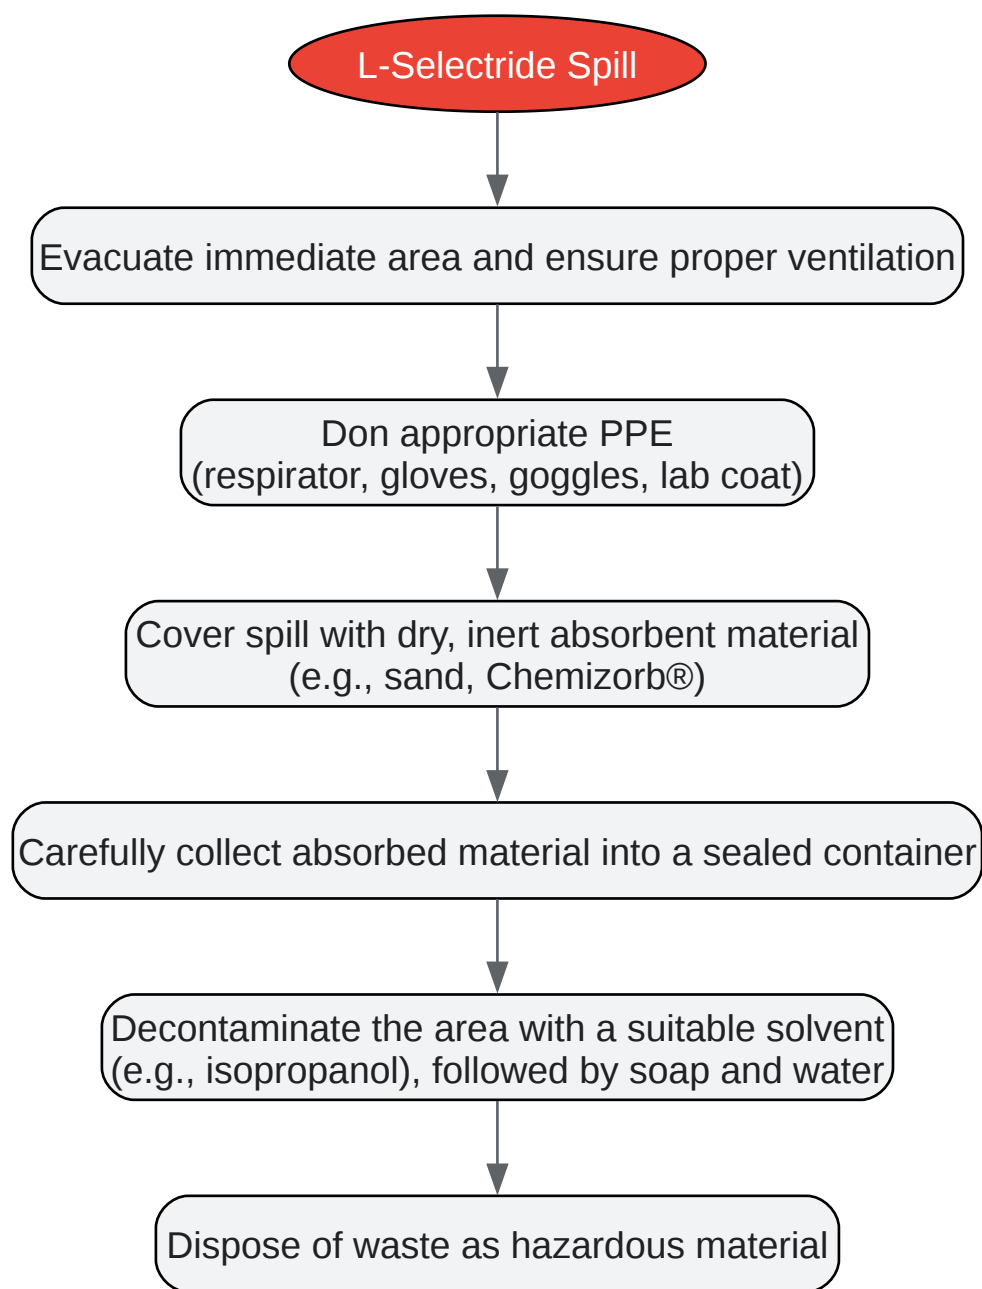 L-Selectride Spill
Evacuate immediate area and ensure proper ventilation
Don appropriate PPE
(respirator, gloves, goggles, lab coat)
Cover spill with dry, inert absorbent material
(e.g., sand, Chemizorb®)
Carefully collect absorbed material into a sealed container
Decontaminate the area with a suitable solvent
(e.g., isopropanol), followed by soap and water
Dispose of waste as hazardous material